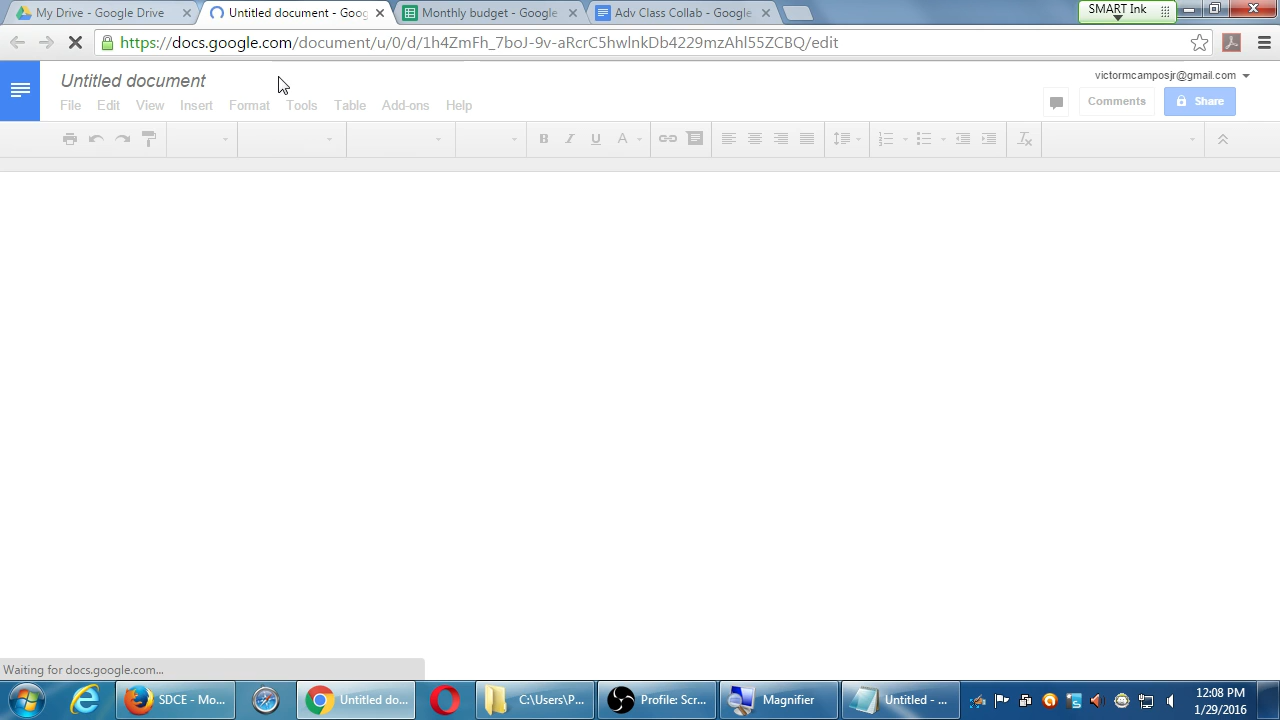 My Drive - Google Drive
Untitled document - Goog
Monthly budget - Google
Adv Class Collab - Google
SMART Ink
https://docs.google.com/document/u/0/d/1h4ZmFh_7boJ-9v-aRcrC5hwlnkDb4229mzAhl55ZCBQ/edit
Untitled document
victormcamposjr@gmail.com
File Edit View Insert Format Tools Table Add-ons Help
Comments
Share
B I U A
Waiting for docs.google.com...
SDCE - Mo...
Untitled do...
C:\Users\P...
Profile: Scr...
Magnifier
Untitled - ...
12:08 PM
1/29/2016